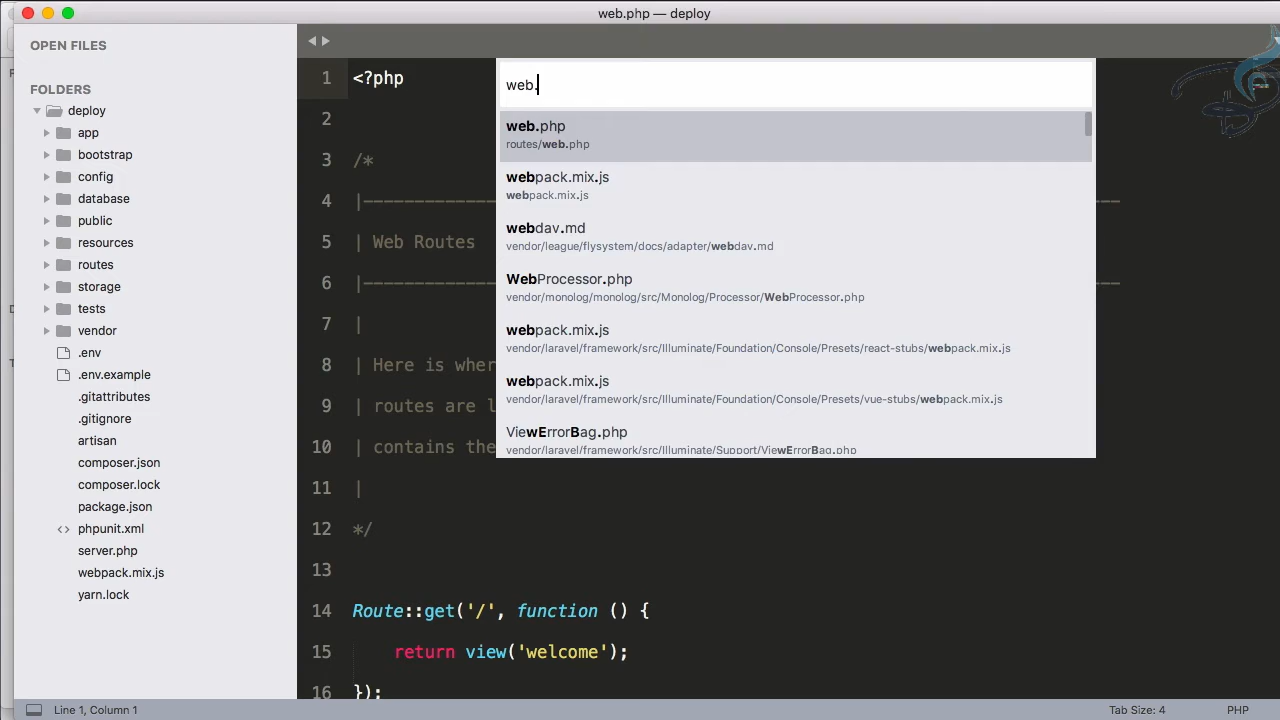 web.php — deploy
OPEN FILES
FOLDERS
deploy
app
bootstrap
config
database
public
resources
routes
storage
tests
vendor
.env
.env.example
.gitattributes
.gitignore
artisan
composer.json
composer.lock
package.json
<> phpunit.xml
server.php
webpack.mix.js
yarn.lock
web.
web.php
routes/web.php
webpack.mix.js
webpack.mix.js
webdav.md
vendor/league/flysystem/docs/adapter/webdav.md
WebProcessor.php
vendor/monolog/monolog/src/Monolog/Processor/WebProcessor.php
webpack.mix.js
vendor/laravel/framework/src/Illuminate/Foundation/Console/Presets/react-stubs/webpack.mix.js
webpack.mix.js
vendor/laravel/framework/src/Illuminate/Foundation/Console/Presets/vue-stubs/webpack.mix.js
ViewErrorBag.php
vendor/laravel/framework/src/Illuminate/Support/ViewErrorBag.php
1 <?php
2
3 /*
4 |--------------------------------------------------------------------------
5 | Web Routes
6 |--------------------------------------------------------------------------
7 |
8 | Here is
9 | routes are
10 | contains the
11 |
12 */
13
14 Route::get('/', function () {
15 return view('welcome');
16 });
Line 1, Column 1
Tab Size: 4
PHP